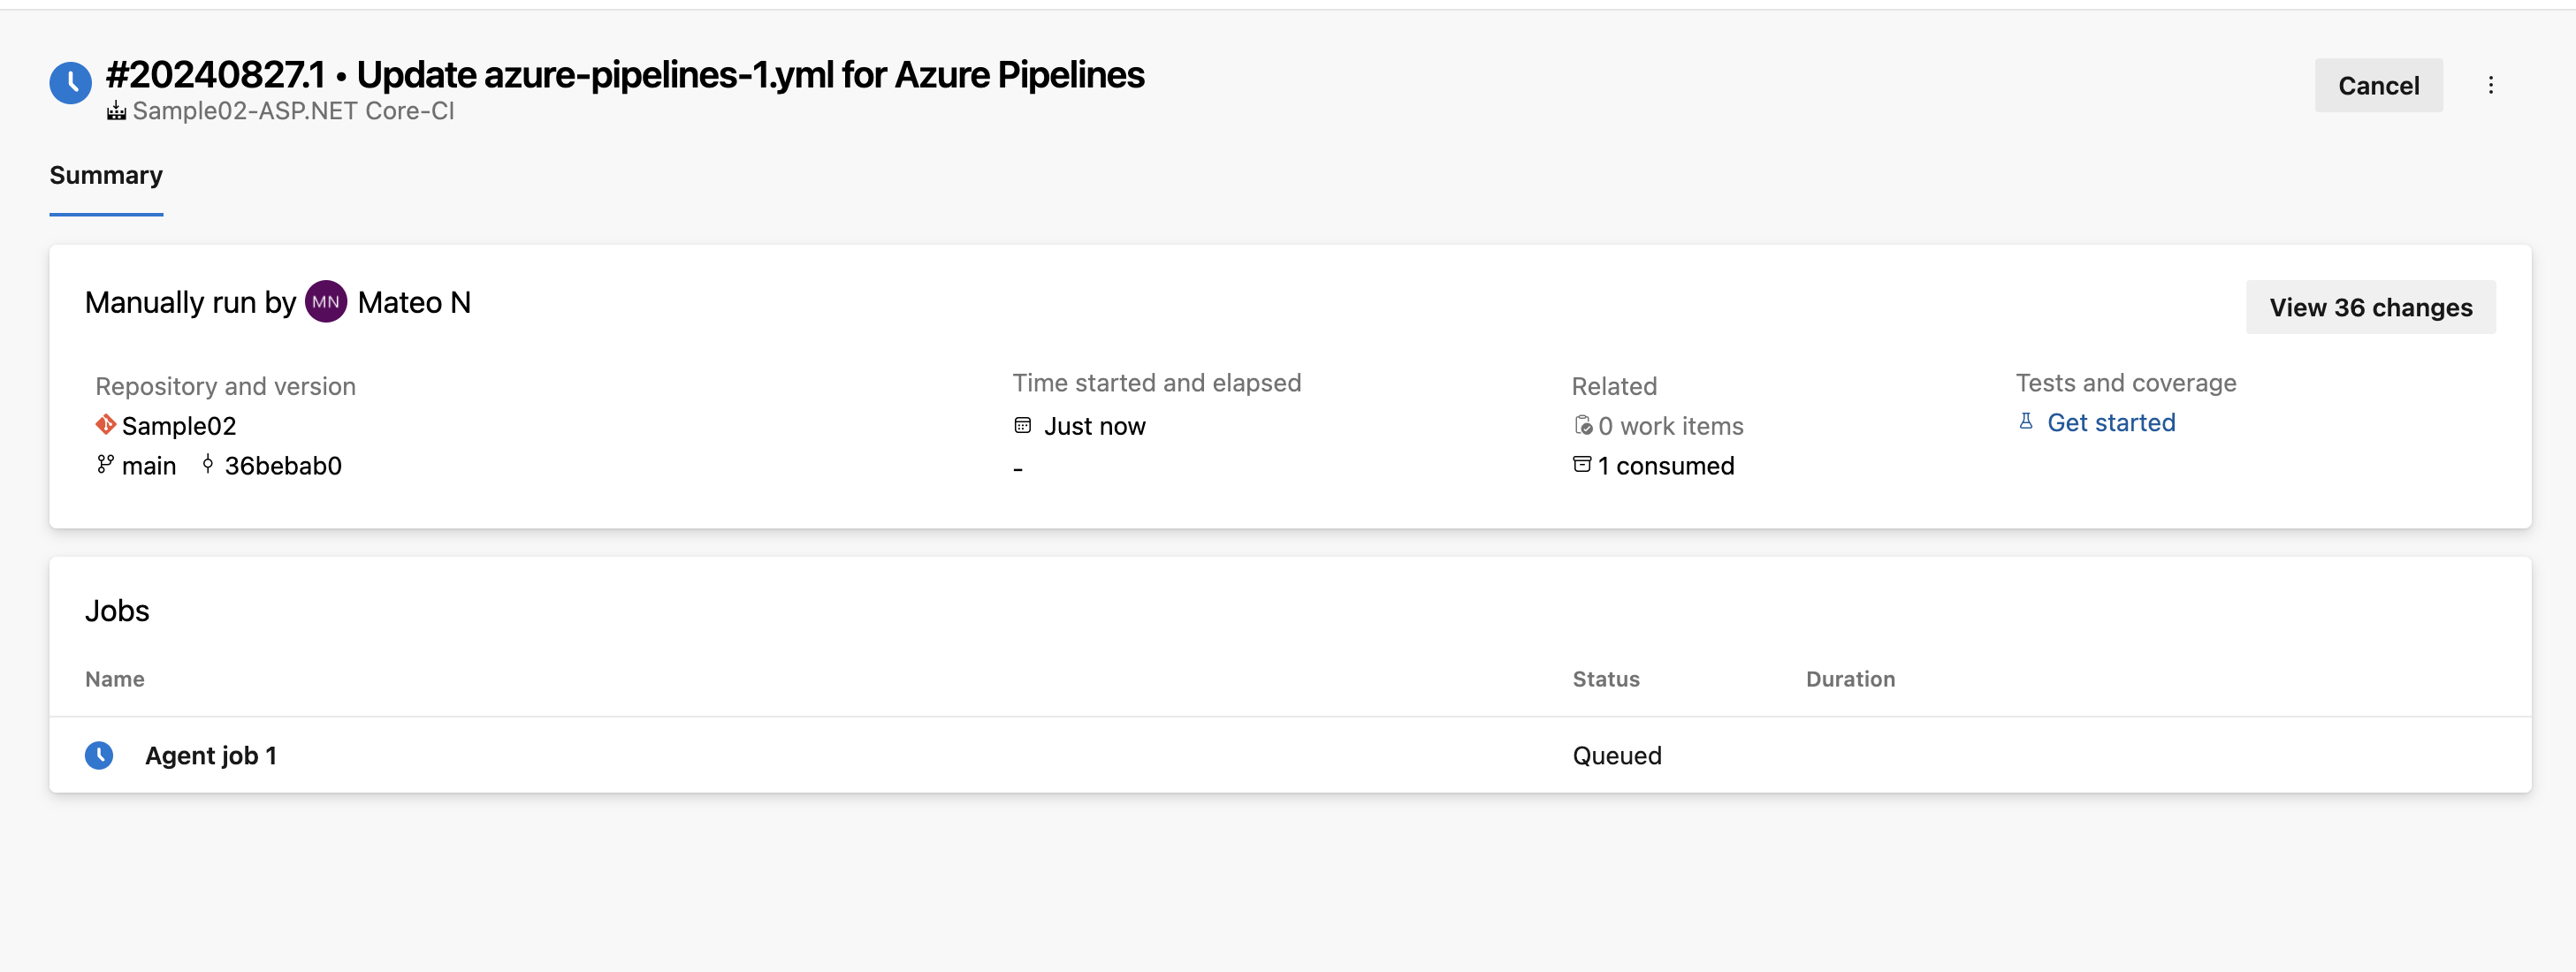 #20240827.1 • Update azure-pipelines-1.yml for Azure Pipelines
Sample02-ASP.NET Core-CI
Cancel
Summary
Manually run by MN Mateo N
View 36 changes
Repository and version
Sample02
main 36bebab0
Time started and elapsed
Just now
-
Related
0 work items
1 consumed
Tests and coverage
Get started
Jobs
Name Status Duration
Agent job 1 Queued